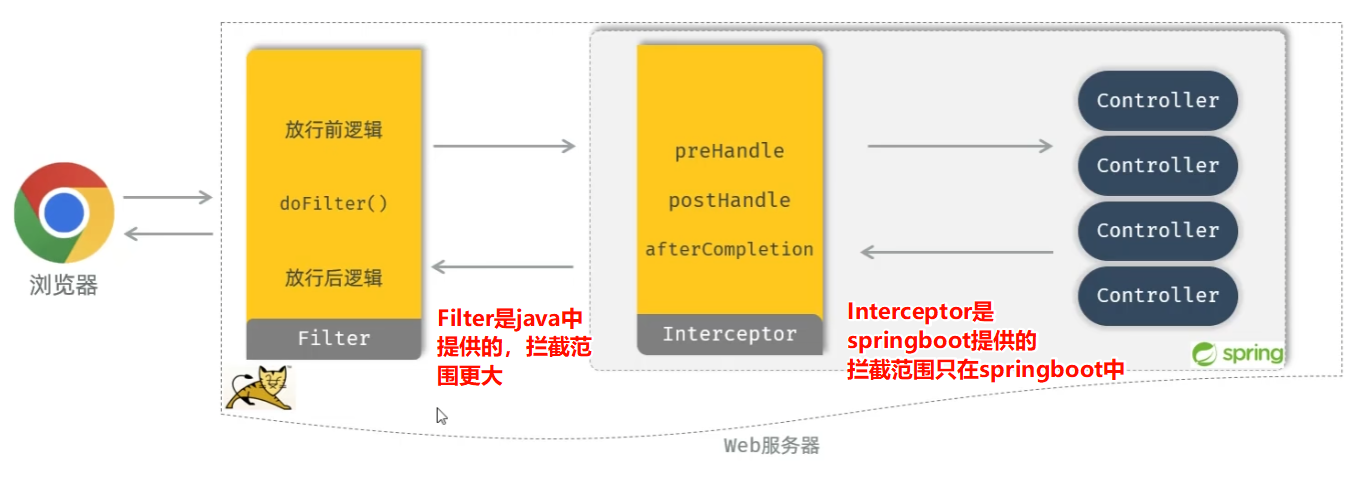 浏览器
放行前逻辑
doFilter()
放行后逻辑
Filter
Filter是java中
提供的，拦截范
围更大
preHandle
postHandle
afterCompletion
Interceptor
Interceptor是
springboot提供的
拦截范围只在springboot中
Controller
Controller
Controller
Controller
spring
Web服务器